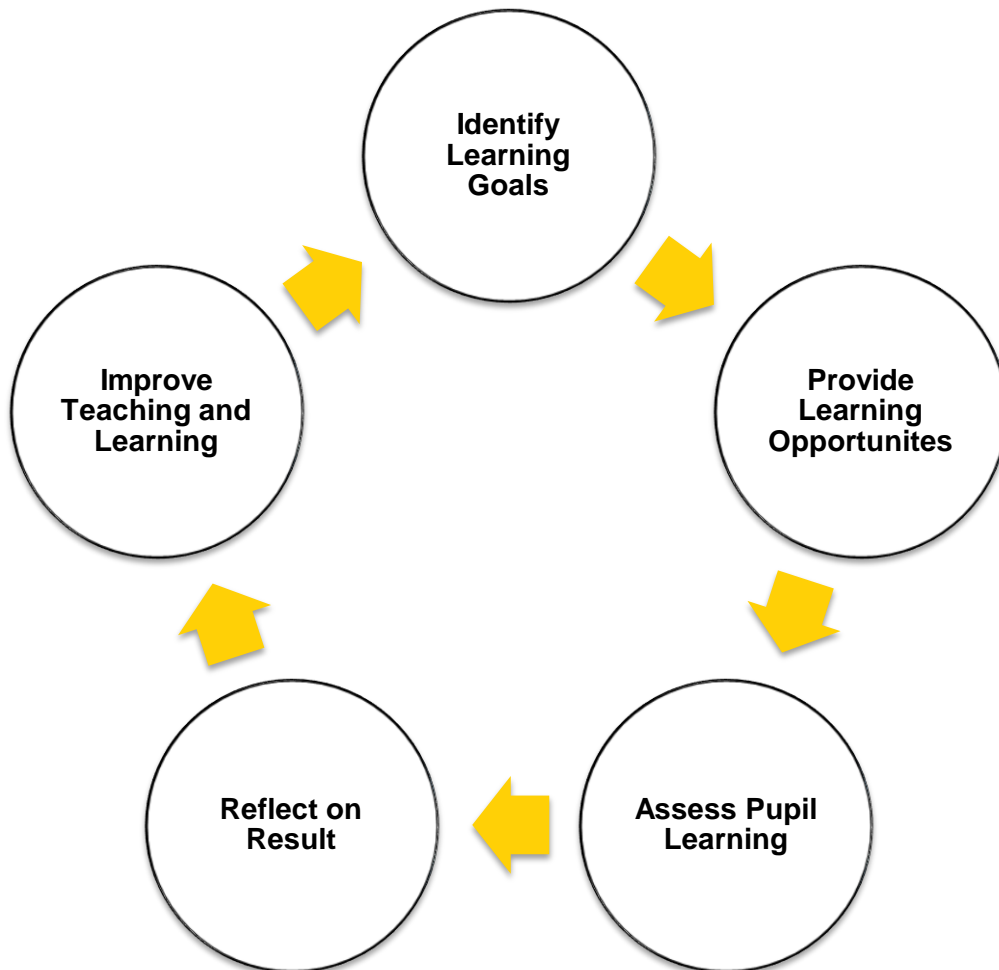 Identify
Learning
Goals
Provide
Learning
Opportunites
Assess Pupil
Learning
Reflect on
Result
Improve
Teaching and
Learning